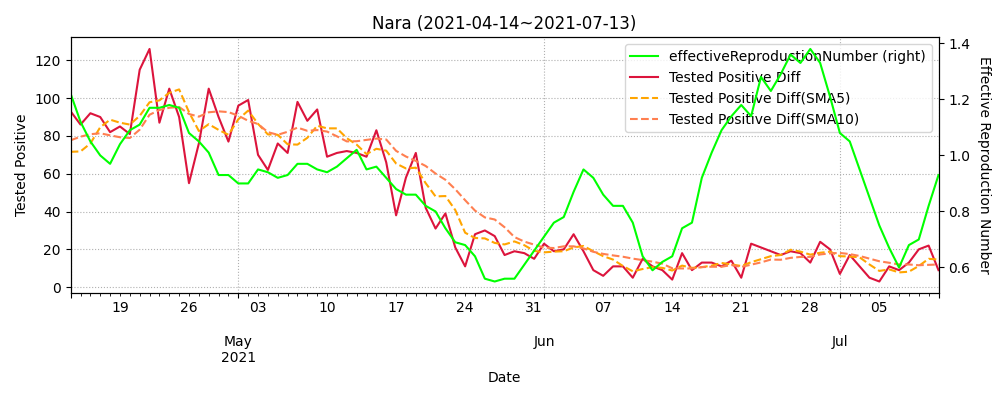 Nara (2021-04-14~2021-07-13)
effectiveReproductionNumber (right)
Tested Positive Diff
Tested Positive Diff(SMA5)
Tested Positive Diff(SMA10)
Tested Positive
120
100
80
60
40
20
0
Effective Reproduction Number
1.4
1.2
1.0
0.8
0.6
19 26 03 10 17 24 31 07 14 21 28 05
May Jun Jul
2021
Date